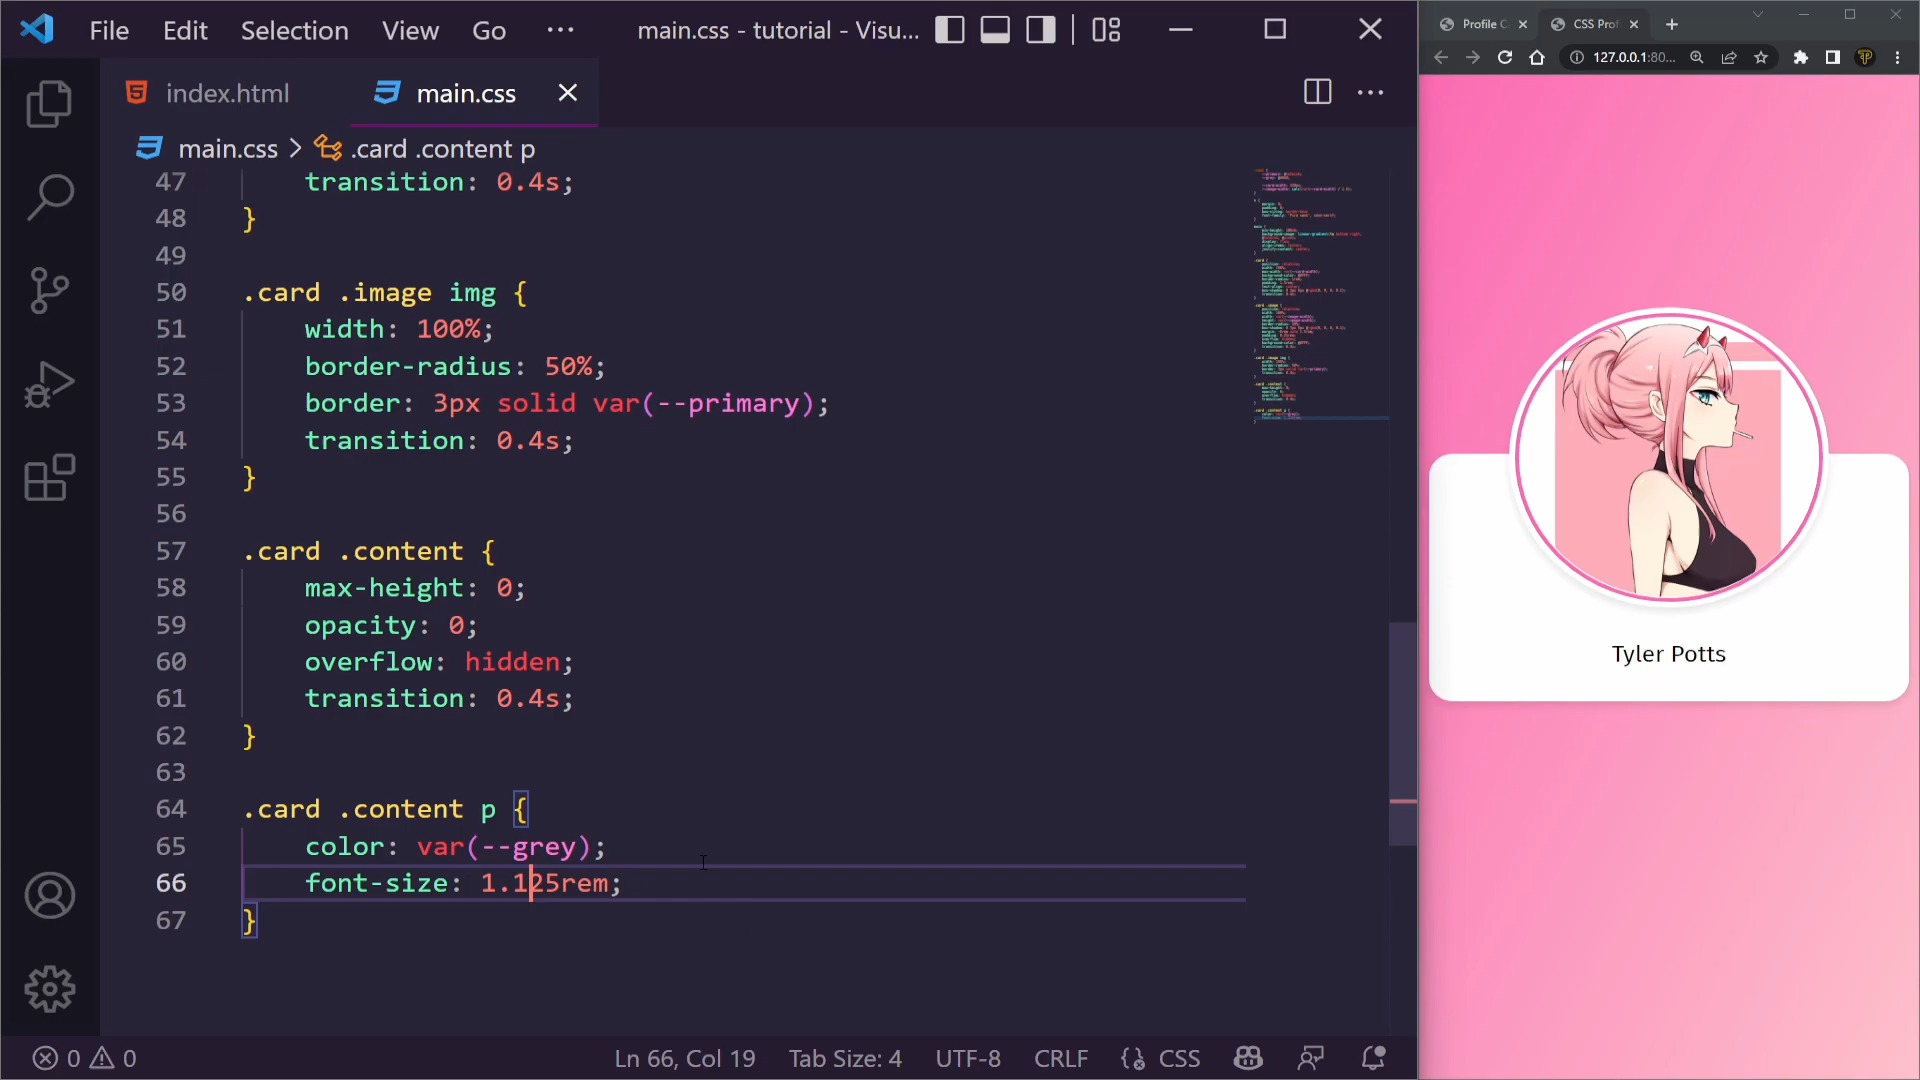 File Edit Selection View Go ··· main.css - tutorial - Visu...
index.html main.css
main.css > .card .content p
47 transition: 0.4s;
48 }
49
50 .card .image img {
51 width: 100%;
52 border-radius: 50%;
53 border: 3px solid var(--primary);
54 transition: 0.4s;
55 }
56
57 .card .content {
58 max-height: 0;
59 opacity: 0;
60 overflow: hidden;
61 transition: 0.4s;
62 }
63
64 .card .content p {
65 color: var(--grey);
66 font-size: 1.125rem;
67 }
0 0 Ln 66, Col 19 Tab Size: 4 UTF-8 CRLF CSS
Profile C CSS Prof
127.0.0.1:80...
Tyler Potts